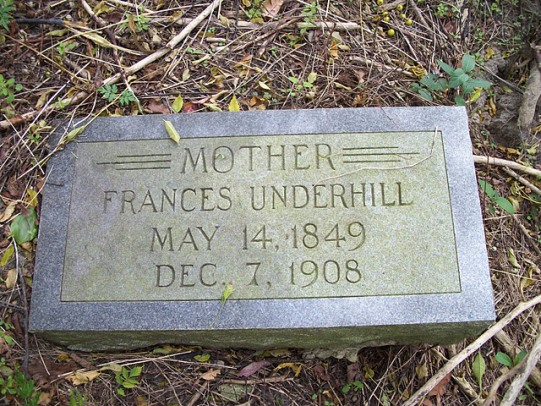 MOTHER
FRANCES UNDERHILL
MAY 14, 1849
DEC. 7, 1908